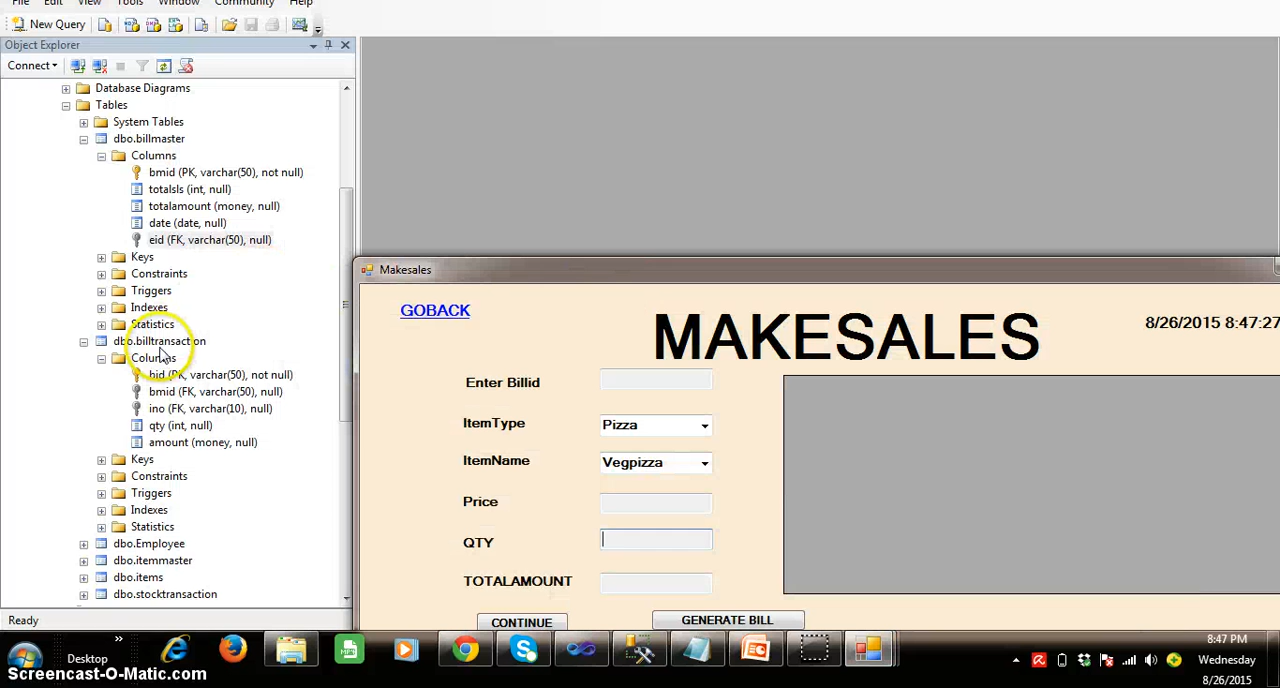 File Edit View Tools Window Community Help
New Query
Object Explorer
Connect
Database Diagrams
Tables
System Tables
dbo.billmaster
Columns
bmid (PK, varchar(50), not null)
totalsls (int, null)
totalamount (money, null)
date (date, null)
eid (FK, varchar(50), null)
Keys
Constraints
Triggers
Indexes
Statistics
dbo.billtransaction
Columns
bid (PK, varchar(50), not null)
bmid (FK, varchar(50), null)
ino (FK, varchar(10), null)
qty (int, null)
amount (money, null)
Keys
Constraints
Triggers
Indexes
Statistics
dbo.Employee
dbo.itemmaster
dbo.items
dbo.stocktransaction
Ready
Makesales
GOBACK
MAKESALES
8/26/2015 8:47:27
Enter Billid
ItemType Pizza
ItemName Vegpizza
Price
QTY
TOTALAMOUNT
CONTINUE GENERATE BILL
Desktop
8:47 PM
Wednesday
8/26/2015
Screencast-O-Matic.com